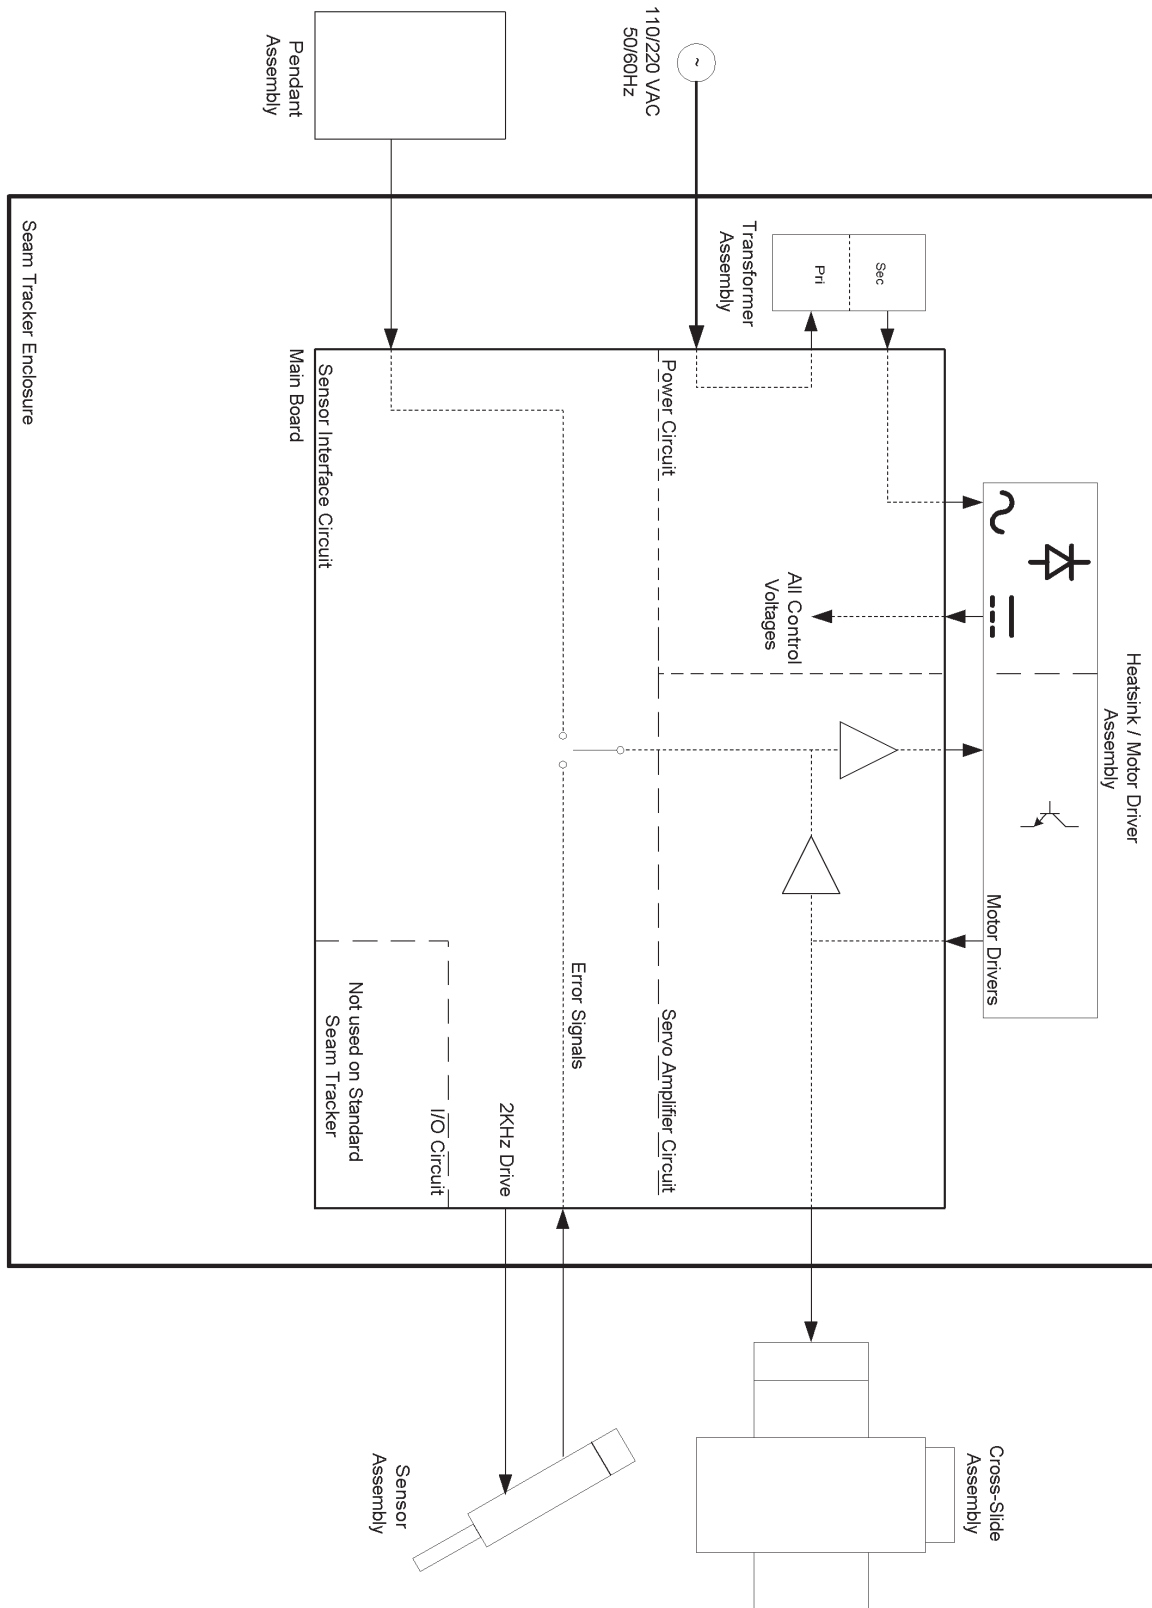 Heatsink / Motor Driver
Assembly
Motor Drivers
Cross-Slide
Assembly
Sec
Pri
Transformer
Assembly
All Control
Voltages
110/220 VAC
50/60Hz
~
Power Circuit
Servo Amplifier Circuit
Error Signals
2KHz Drive
I/O Circuit
Not used on Standard
Seam Tracker
Sensor
Assembly
Pendant
Assembly
Sensor Interface Circuit
Main Board
Seam Tracker Enclosure